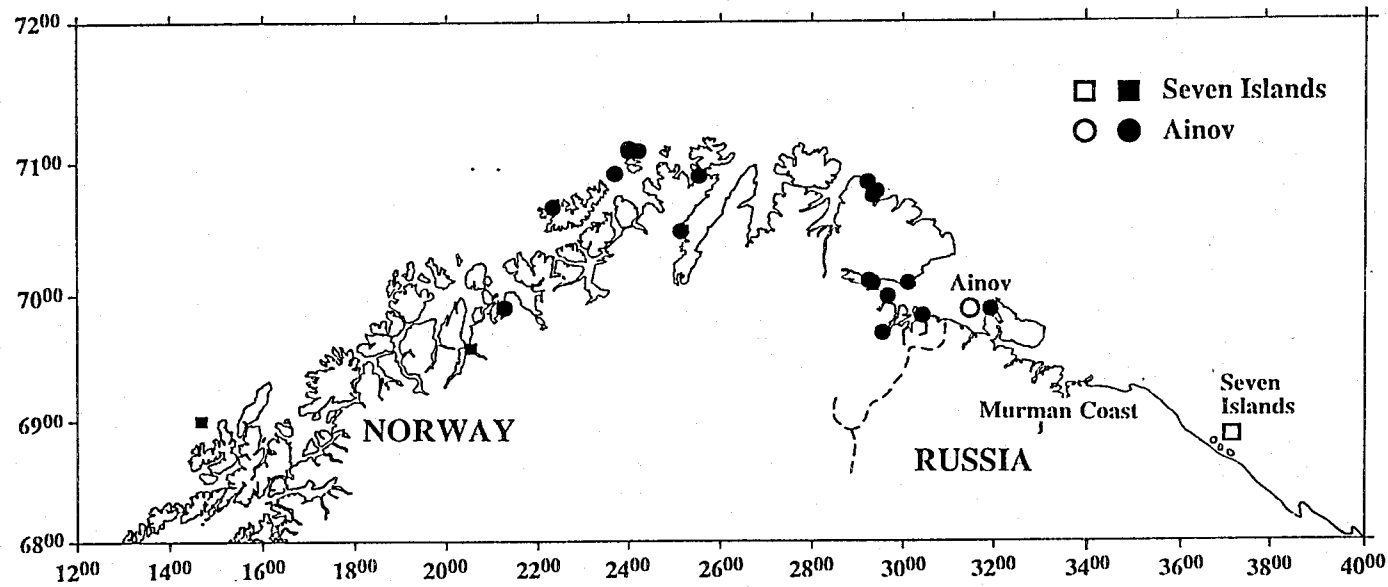 72⁰⁰
Seven Islands
Ainov
71⁰⁰
70⁰⁰
Ainov
69⁰⁰
NORWAY
Murman Coast
Seven
Islands
RUSSIA
68⁰⁰
12⁰⁰ 14⁰⁰ 16⁰⁰ 18⁰⁰ 20⁰⁰ 22⁰⁰ 24⁰⁰ 26⁰⁰ 28⁰⁰ 30⁰⁰ 32⁰⁰ 34⁰⁰ 36⁰⁰ 38⁰⁰ 40⁰⁰